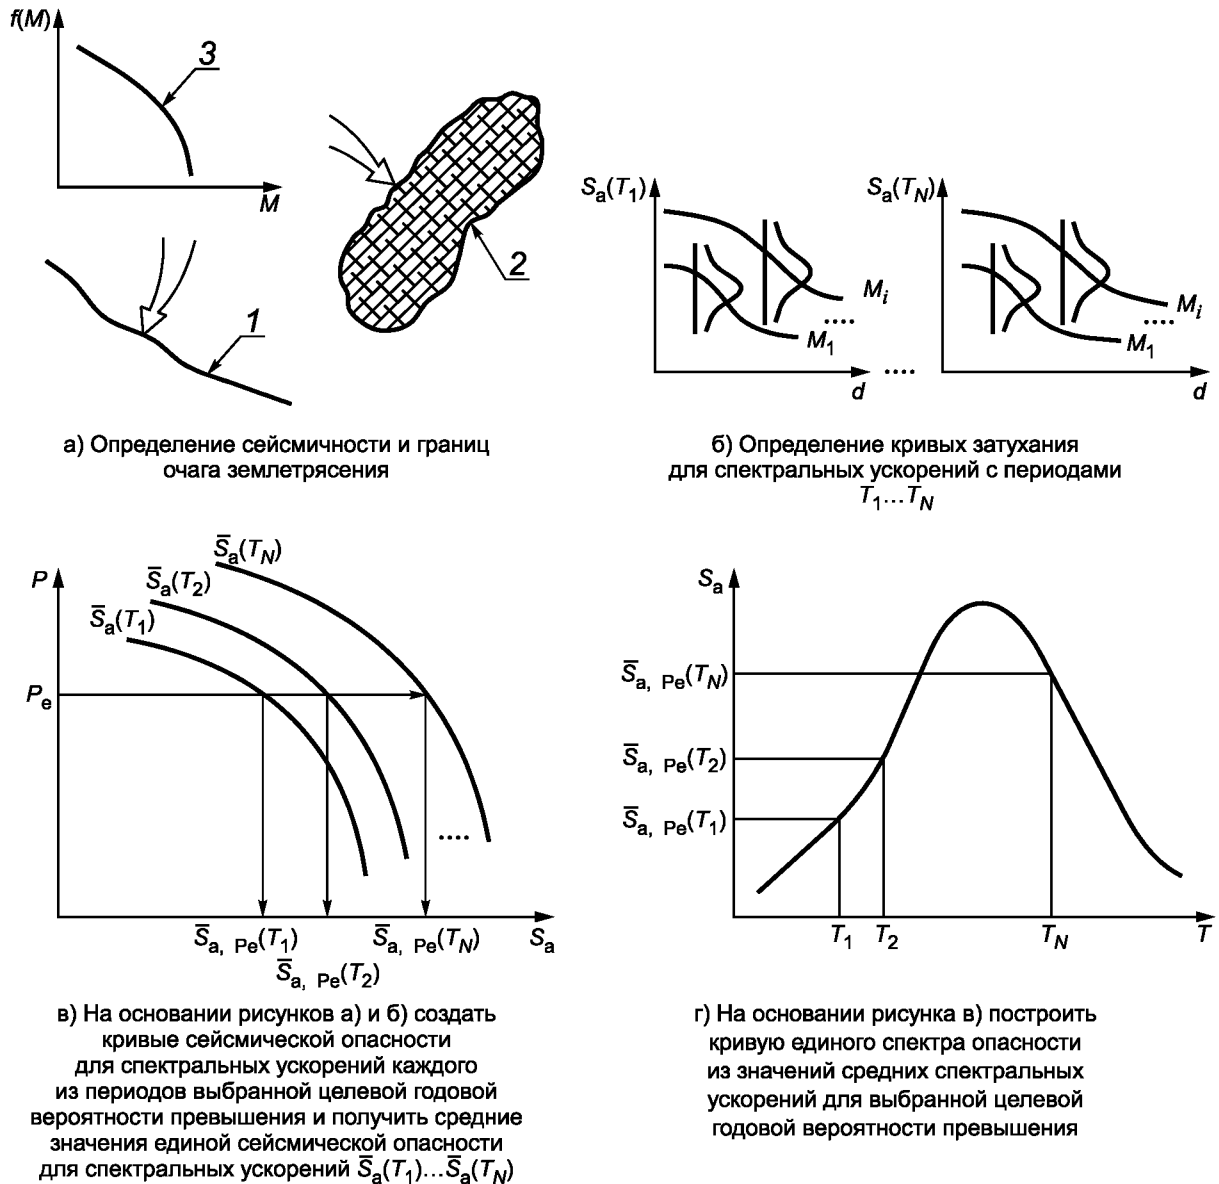 f(M)
3
M
2
1
а) Определение сейсмичности и границ
очага землетрясения
Sa(T1)
Mi
....
M1
d
....
Sa(TN)
Mi
....
M1
d
б) Определение кривых затухания
для спектральных ускорений с периодами
T1...TN
P
S̅a(TN)
S̅a(T2)
S̅a(T1)
Pe
....
S̅a, Pe(T1)
S̅a, Pe(TN)
Sa
S̅a, Pe(T2)
в) На основании рисунков а) и б) создать
кривые сейсмической опасности
для спектральных ускорений каждого
из периодов выбранной целевой годовой
вероятности превышения и получить средние
значения единой сейсмической опасности
для спектральных ускорений S̅a(T1)...S̅a(TN)
Sa
S̅a, Pe(TN)
S̅a, Pe(T2)
S̅a, Pe(T1)
T1
T2
TN
T
г) На основании рисунка в) построить
кривую единого спектра опасности
из значений средних спектральных
ускорений для выбранной целевой
годовой вероятности превышения